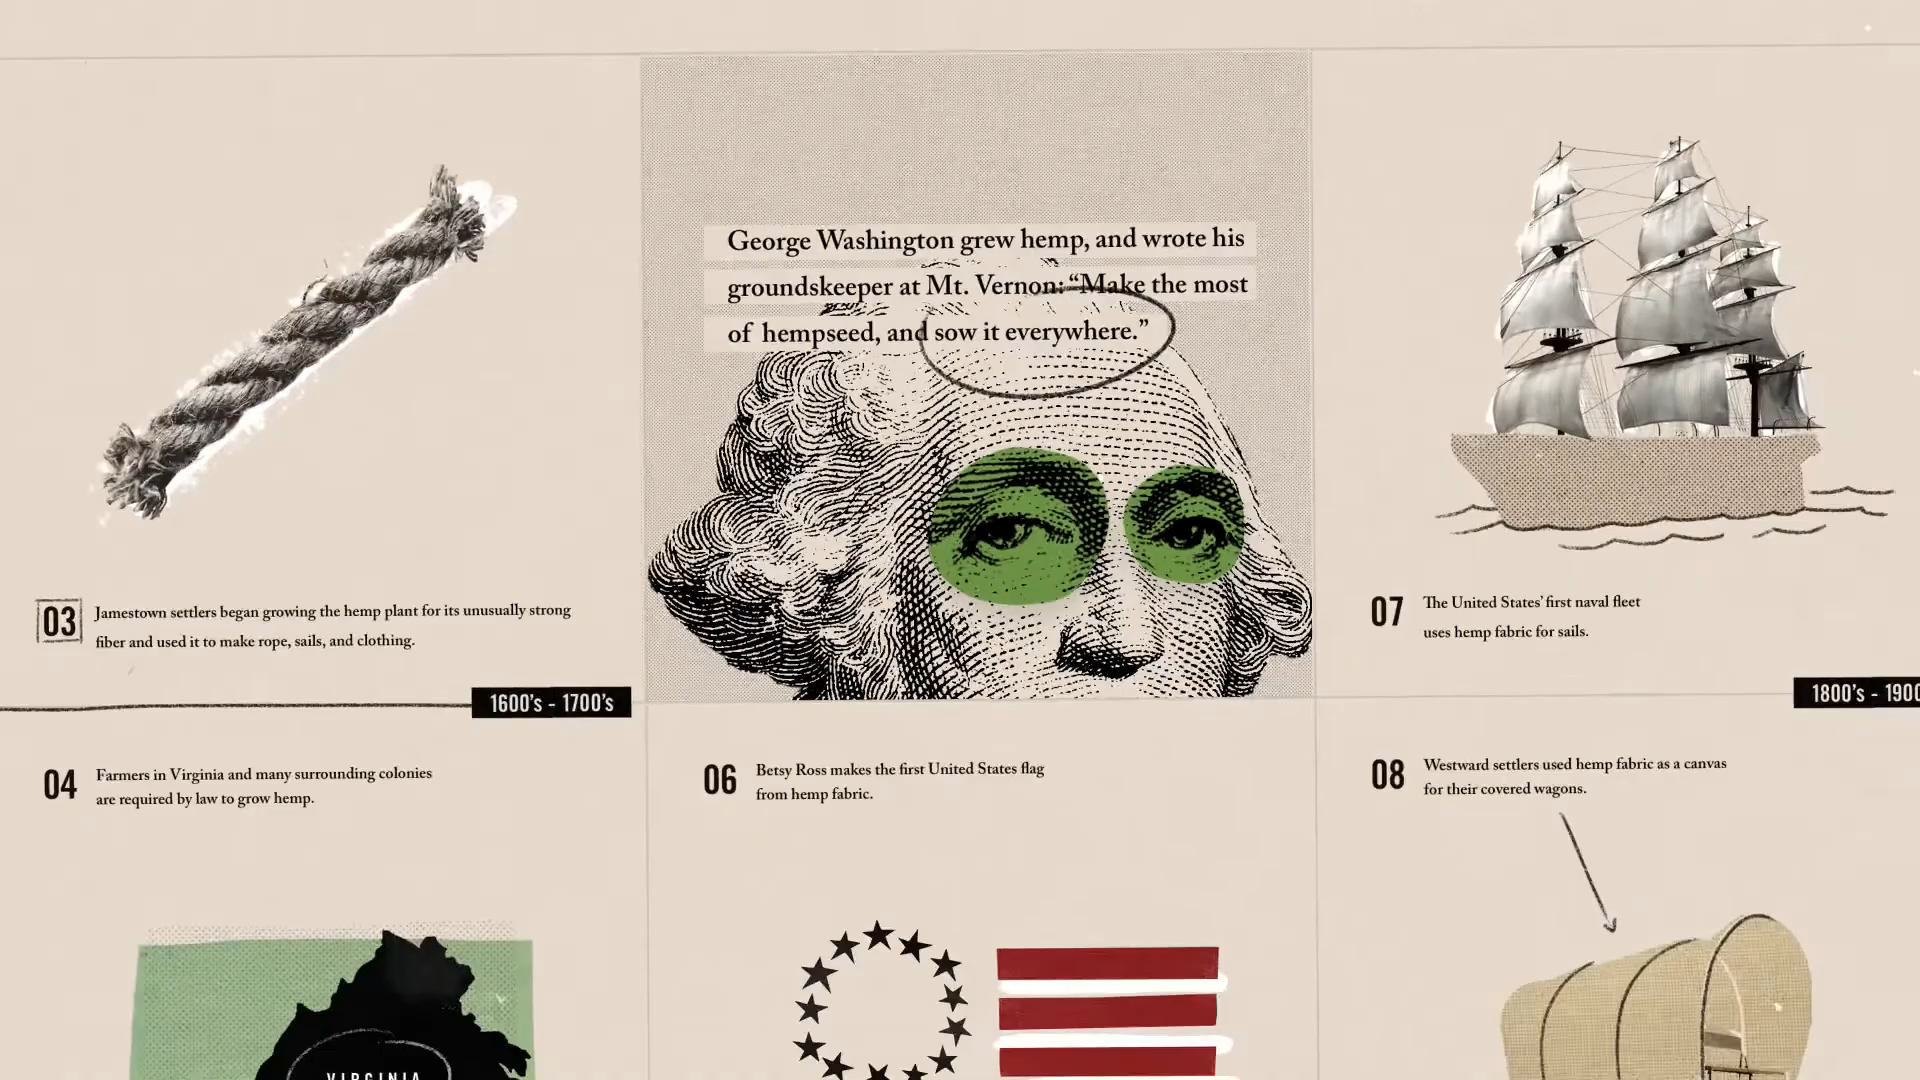 George Washington grew hemp, and wrote his
groundskeeper at Mt. Vernon: “Make the most
of hempseed, and sow it everywhere.”
03
Jamestown settlers began growing the hemp plant for its unusually strong
fiber and used it to make rope, sails, and clothing.
07
The United States’ first naval fleet
uses hemp fabric for sails.
1600’s - 1700’s
1800’s - 1900
04
Farmers in Virginia and many surrounding colonies
are required by law to grow hemp.
06
Betsy Ross makes the first United States flag
from hemp fabric.
08
Westward settlers used hemp fabric as a canvas
for their covered wagons.
VIRGINIA